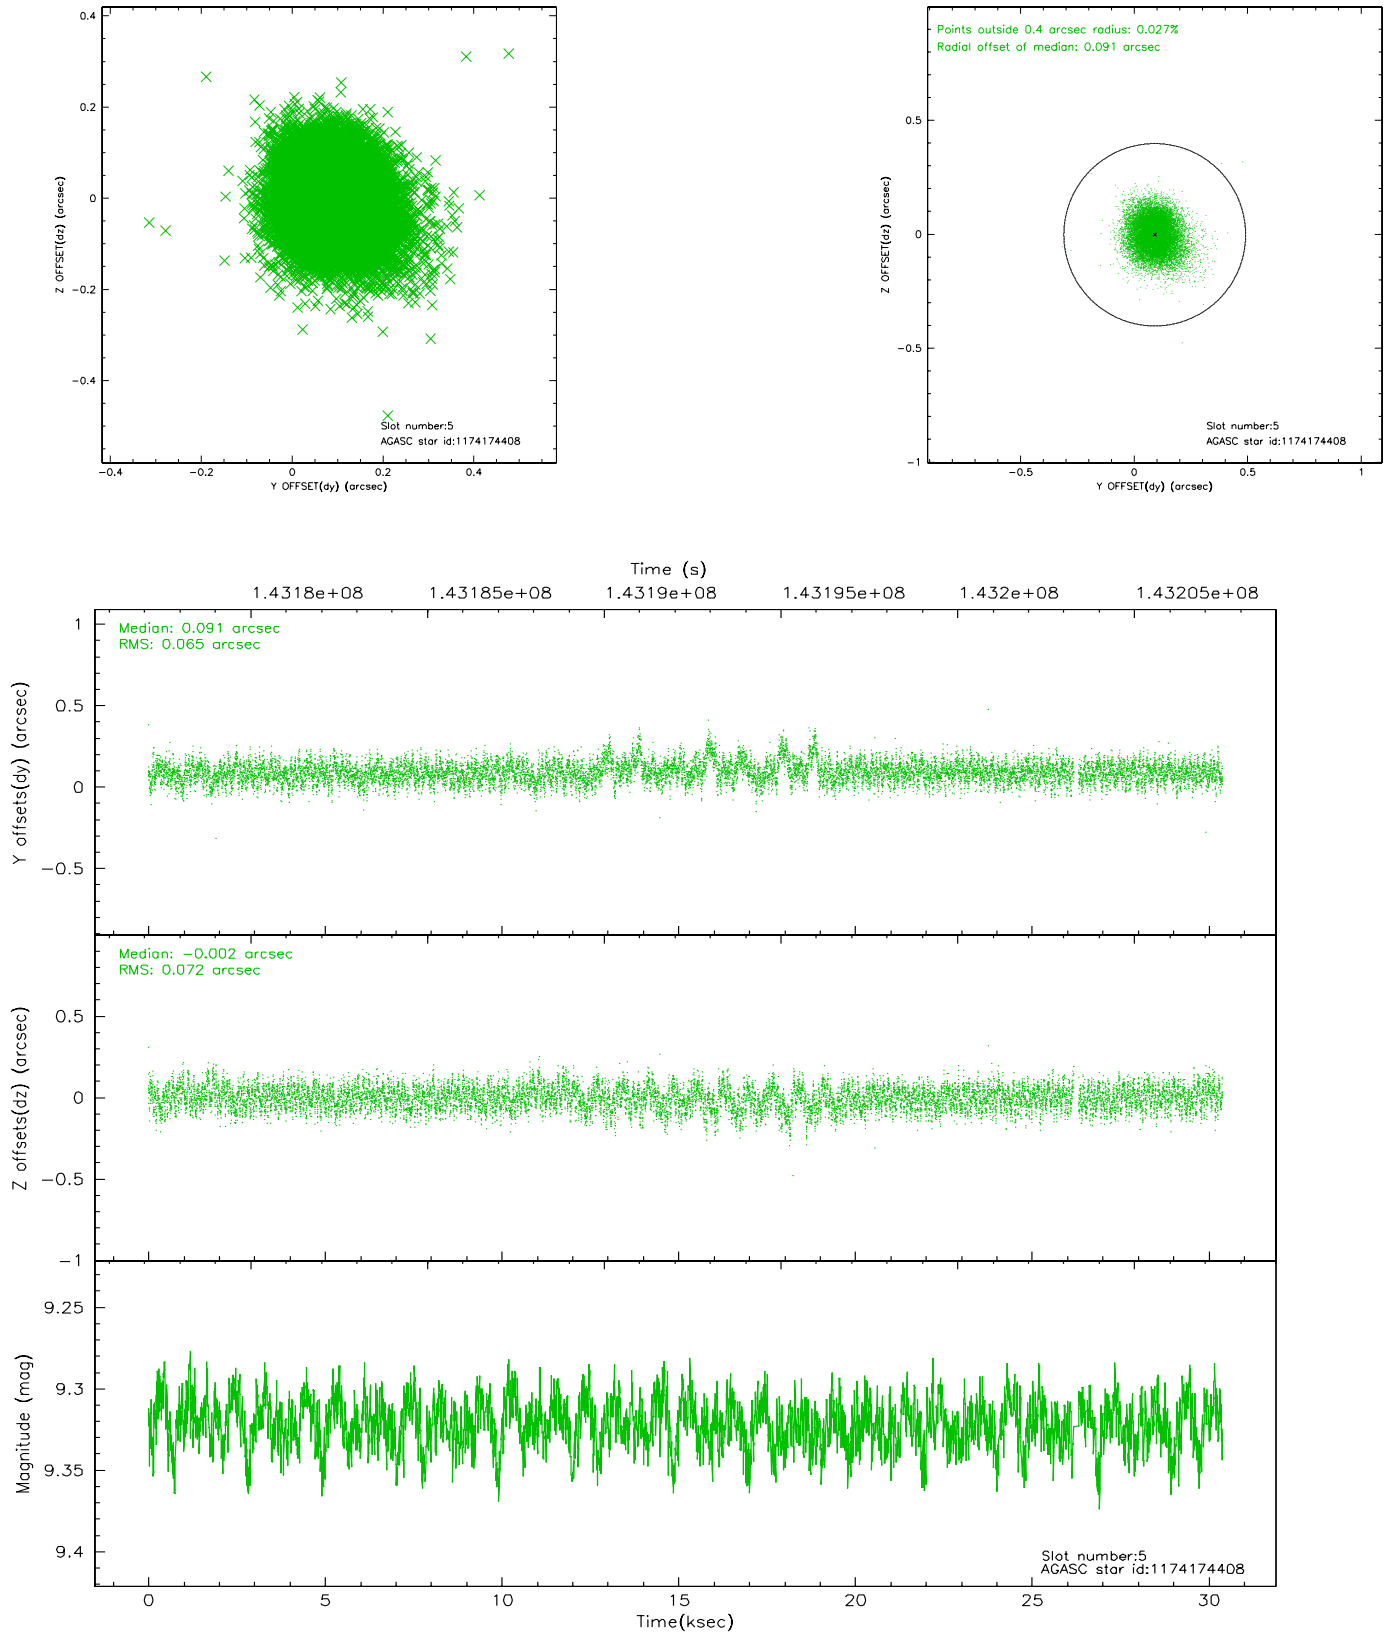 0.4
0.2
0
−0.2
−0.4
Z OFFSET(dz) (arcsec)
Slot number:5
AGASC star id:1174174408
−0.4 −0.2 0 0.2 0.4
Y OFFSET(dy) (arcsec)
Points outside 0.4 arcsec radius: 0.027%
Radial offset of median: 0.091 arcsec
0.5
0
−0.5
−1
Z OFFSET(dz) (arcsec)
Slot number:5
AGASC star id:1174174408
−0.5 0 0.5 1
Y OFFSET(dy) (arcsec)
Time (s)
1.4318e+08 1.43185e+08 1.4319e+08 1.43195e+08 1.432e+08 1.43205e+08
Median: 0.091 arcsec
RMS: 0.065 arcsec
1
0.5
0
−0.5
Y offsets(dy) (arcsec)
Median: −0.002 arcsec
RMS: 0.072 arcsec
0.5
0
−0.5
−1
Z offsets(dz) (arcsec)
9.25
9.3
9.35
9.4
Magnitude (mag)
Slot number:5
AGASC star id:1174174408
0 5 10 15 20 25 30
Time(ksec)